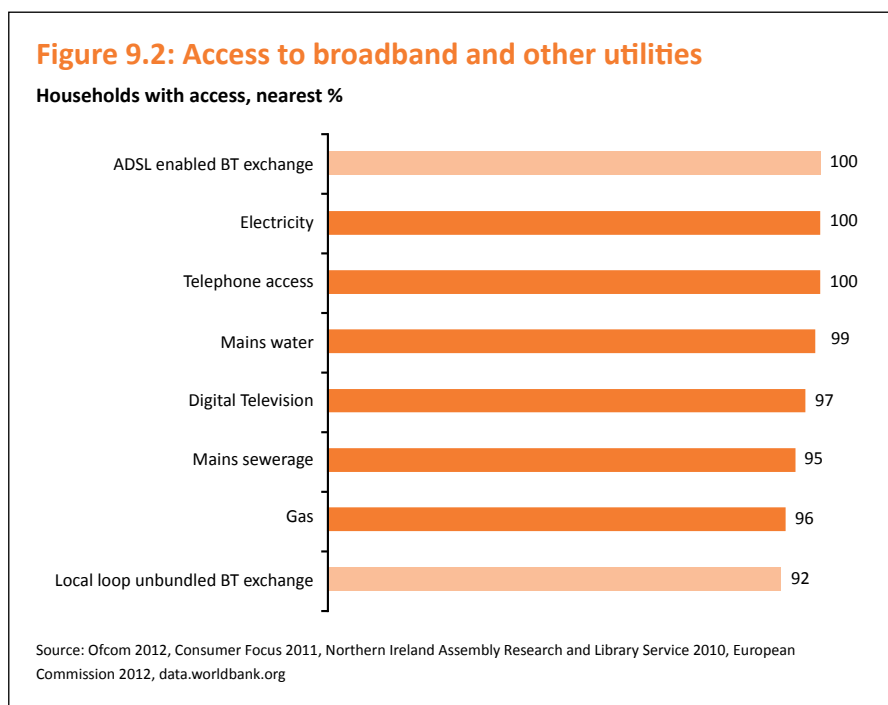 Figure 9.2: Access to broadband and other utilities
Households with access, nearest %
ADSL enabled BT exchange 100
Electricity 100
Telephone access 100
Mains water 99
Digital Television 97
Mains sewerage 95
Gas 96
Local loop unbundled BT exchange 92
Source: Ofcom 2012, Consumer Focus 2011, Northern Ireland Assembly Research and Library Service 2010, European
Commission 2012, data.worldbank.org